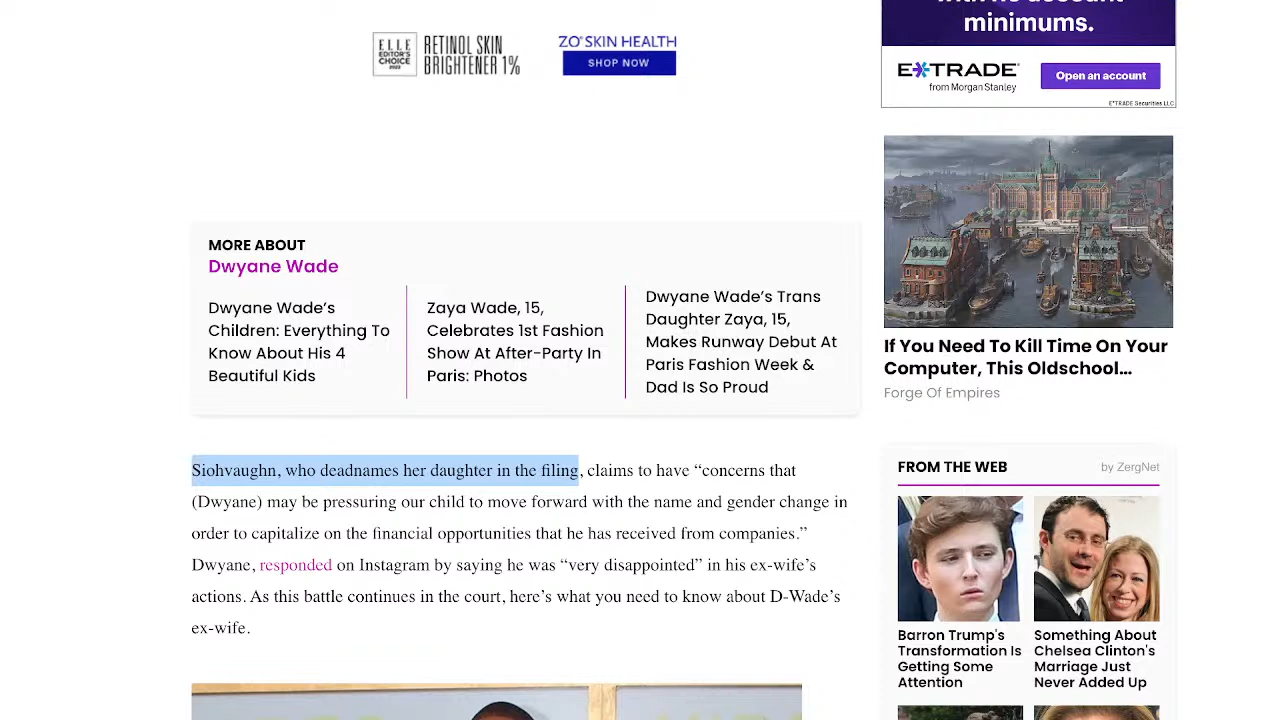 with no account
minimums.
ELLE
EDITOR'S
CHOICE
2022
RETINOL SKIN
BRIGHTENER 1%
ZO® SKIN HEALTH
SHOP NOW
E*TRADE®
from Morgan Stanley
Open an account
E*TRADE Securities LLC
MORE ABOUT
Dwyane Wade
Dwyane Wade’s
Children: Everything To
Know About His 4
Beautiful Kids
Zaya Wade, 15,
Celebrates 1st Fashion
Show At After-Party In
Paris: Photos
Dwyane Wade’s Trans
Daughter Zaya, 15,
Makes Runway Debut At
Paris Fashion Week &
Dad Is So Proud
If You Need To Kill Time On Your
Computer, This Oldschool...
Forge Of Empires
Siohvaughn, who deadnames her daughter in the filing, claims to have “concerns that
(Dwyane) may be pressuring our child to move forward with the name and gender change in
order to capitalize on the financial opportunities that he has received from companies.”
Dwyane, responded on Instagram by saying he was “very disappointed” in his ex-wife’s
actions. As this battle continues in the court, here’s what you need to know about D-Wade’s
ex-wife.
FROM THE WEB
by ZergNet
Barron Trump's
Transformation Is
Getting Some
Attention
Something About
Chelsea Clinton's
Marriage Just
Never Added Up